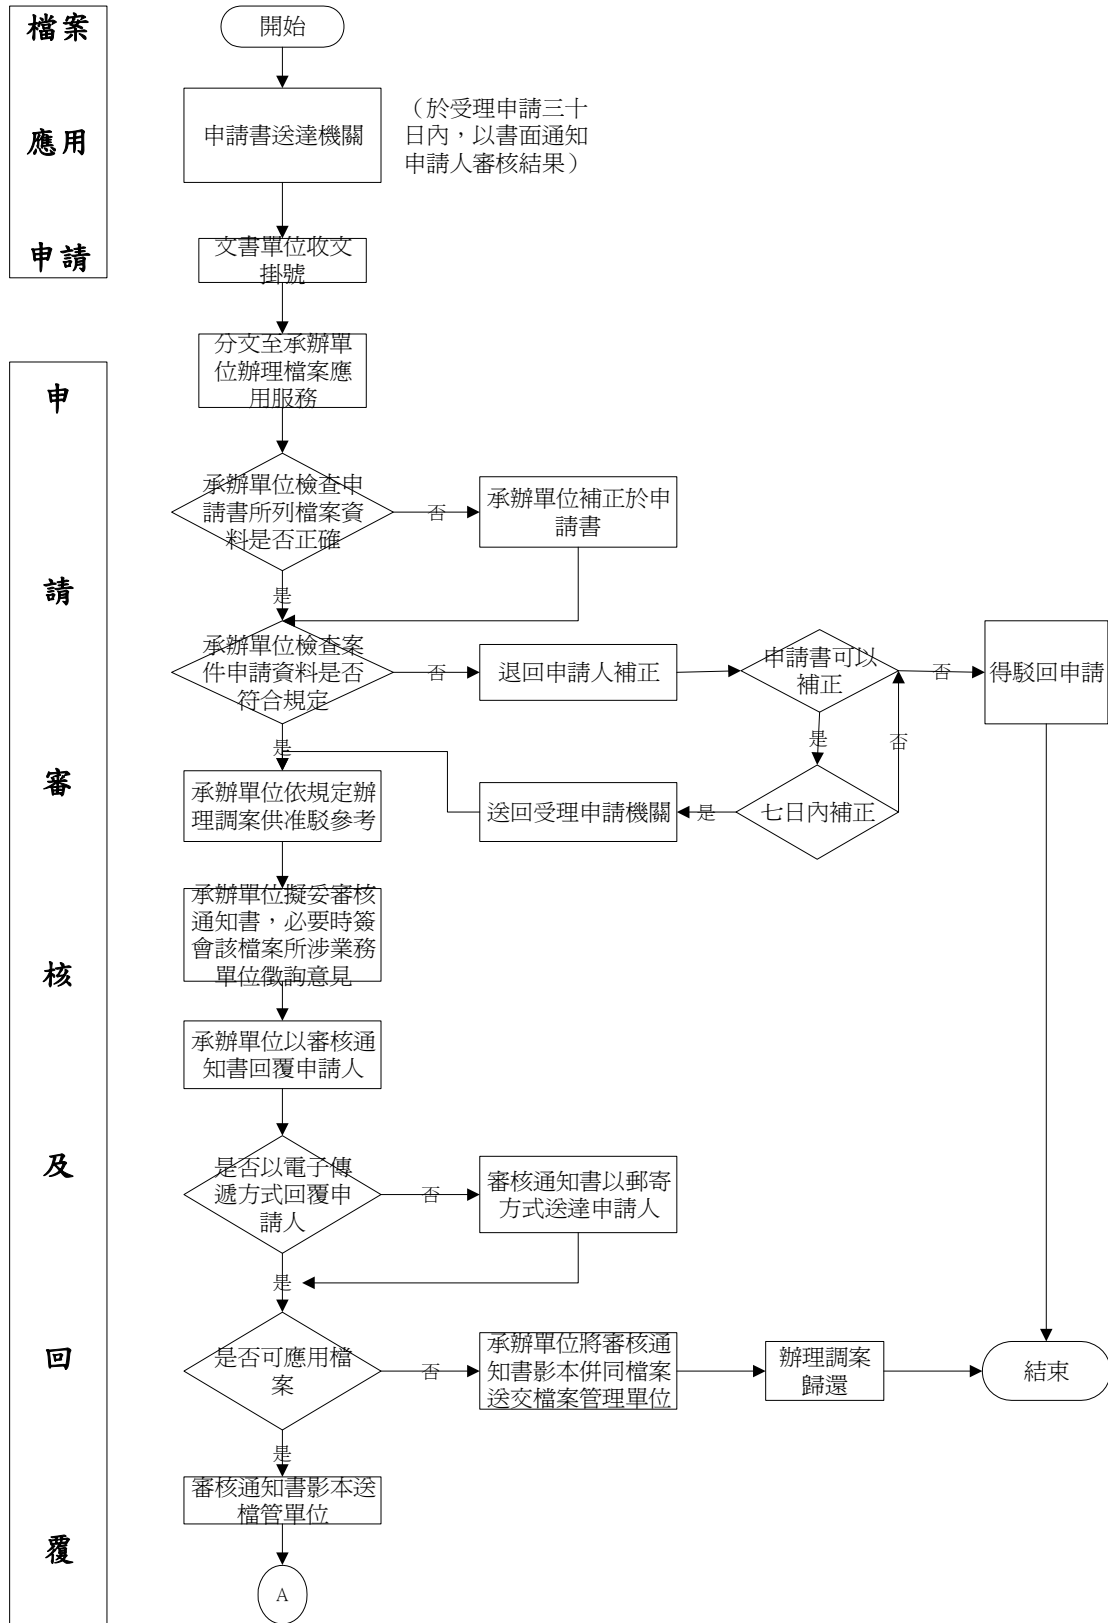 檔案
應用
申請
開始
申請書送達機關
（於受理申請三十
日內，以書面通知
申請人審核結果）
文書單位收文
掛號
分文至承辦單
位辦理檔案應
用服務
申
請
審
核
及
回
覆
承辦單位檢查申
請書所列檔案資
料是否正確
否
承辦單位補正於申
請書
是
承辦單位檢查案
件申請資料是否
符合規定
否
退回申請人補正
申請書可以
補正
否
得駁回申請
是
是
否
承辦單位依規定辦
理調案供准駁參考
送回受理申請機關
是
七日內補正
承辦單位擬妥審核
通知書，必要時簽
會該檔案所涉業務
單位徵詢意見
承辦單位以審核通
知書回覆申請人
是否以電子傳
遞方式回覆申
請人
否
審核通知書以郵寄
方式送達申請人
是
是否可應用檔
案
否
承辦單位將審核通
知書影本併同檔案
送交檔案管理單位
辦理調案
歸還
結束
是
審核通知書影本送
檔管單位
A